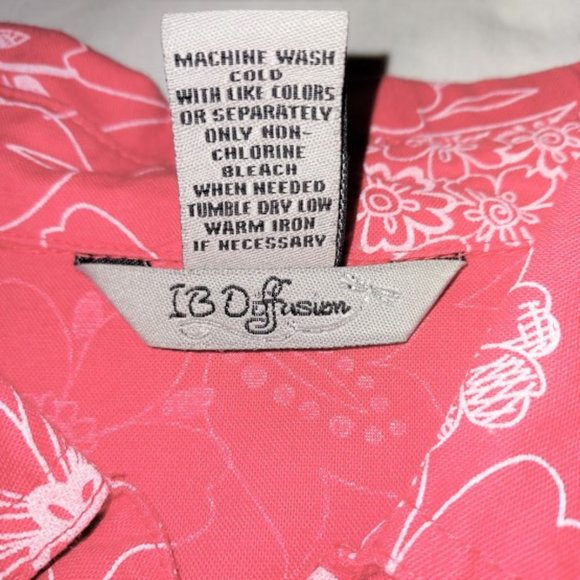 MACHINE WASH
COLD
WITH LIKE COLORS
OR SEPARATELY
ONLY NON-
CHLORINE
BLEACH
WHEN NEEDED
TUMBLE DRY LOW
WARM IRON
IF NECESSARY
IB Diffusion